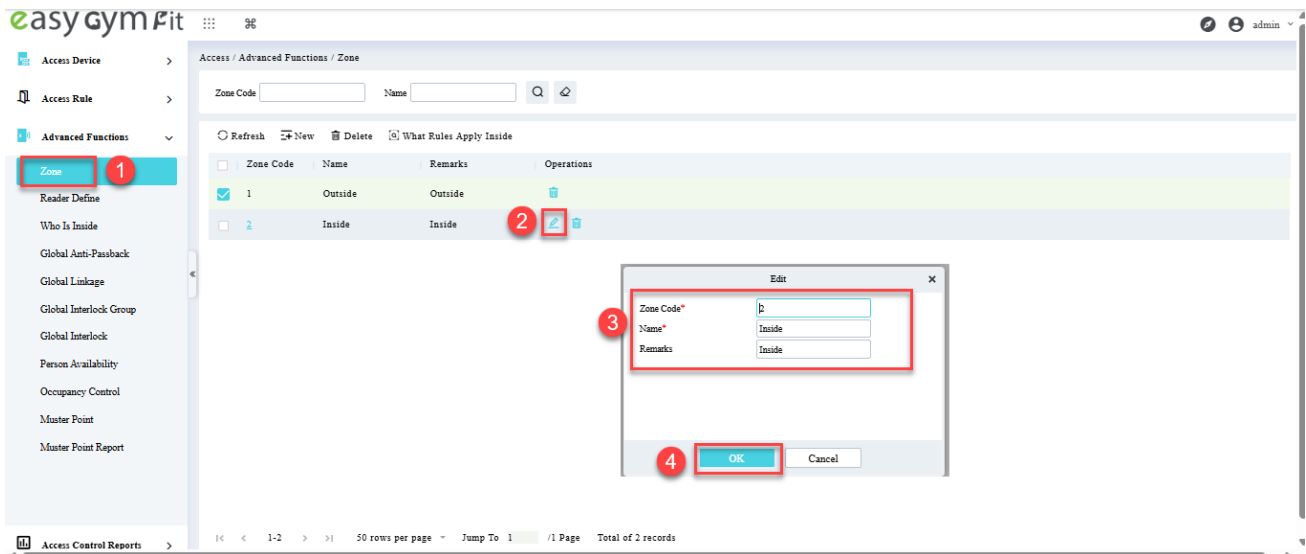 easy Gym Fit
admin
Access Device
Access / Advanced Functions / Zone
Access Rule
Zone Code
Name
Advanced Functions
Refresh New Delete What Rules Apply Inside
Zone Code Name Remarks Operations
Zone 1
1 Outside Outside
Reader Define
Who Is Inside
2 Inside Inside 2
Global Anti-Passback
Global Linkage
Global Interlock Group
Global Interlock
Person Availability
Occupancy Control
Muster Point
Muster Point Report
Edit
3
Zone Code* 2
Name* Inside
Remarks Inside
4 OK Cancel
Access Control Reports
1-2 50 rows per page Jump To 1 /1 Page Total of 2 records